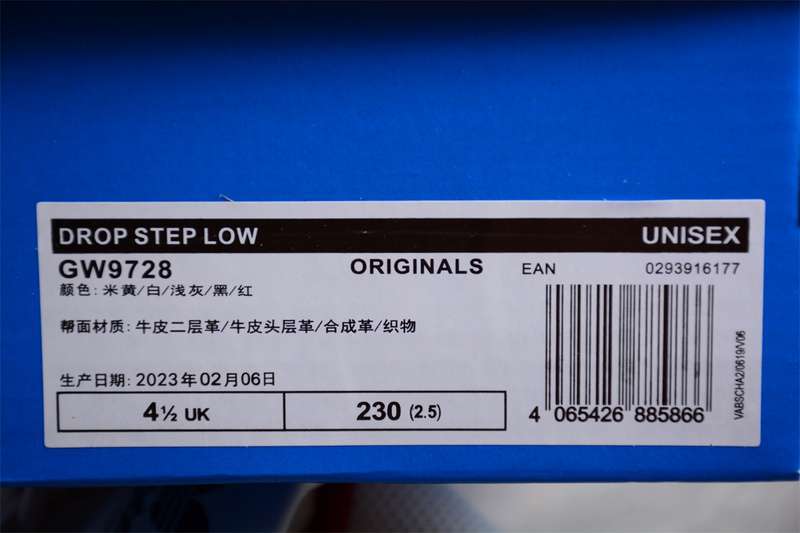 DROP STEP LOW UNISEX
GW9728 ORIGINALS EAN 0293916177
颜色: 米黄/白/浅灰/黑/红
帮面材质: 牛皮二层革/牛皮头层革/合成革/织物
生产日期: 2023年02月06日
4½ UK 230 (2.5)
4 065426 885866
VABSCHA2/0619/V06